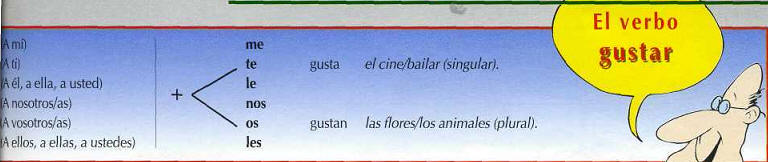 El verbo
gustar
(A mí) me
(A ti) te gusta el cine/bailar (singular).
(A él, a ella, a usted) + le
(A nosotros/as) nos
(A vosotros/as) os gustan las flores/los animales (plural).
(A ellos, a ellas, a ustedes) les